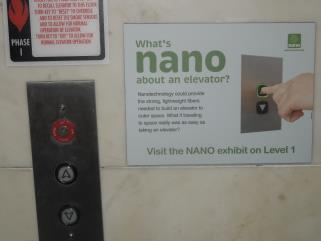 TO RECALL ELEVATOR TO THIS FLOOR
TURN KEY TO "RESET" TO OVERRIDE
AND TO RESET THE SMOKE SENSORS
AND TO ALLOW FOR NORMAL
OPERATION OF ELEVATOR
TURN KEY TO "OFF" TO ALLOW FOR
NORMAL ELEVATOR OPERATION
PHASE
I
What's
nano
about an elevator?
Nanotechnology could provide
the strong, lightweight fibers
needed to build an elevator to
outer space. What if traveling
to space really was as easy as
taking an elevator?
Visit the NANO exhibit on Level 1